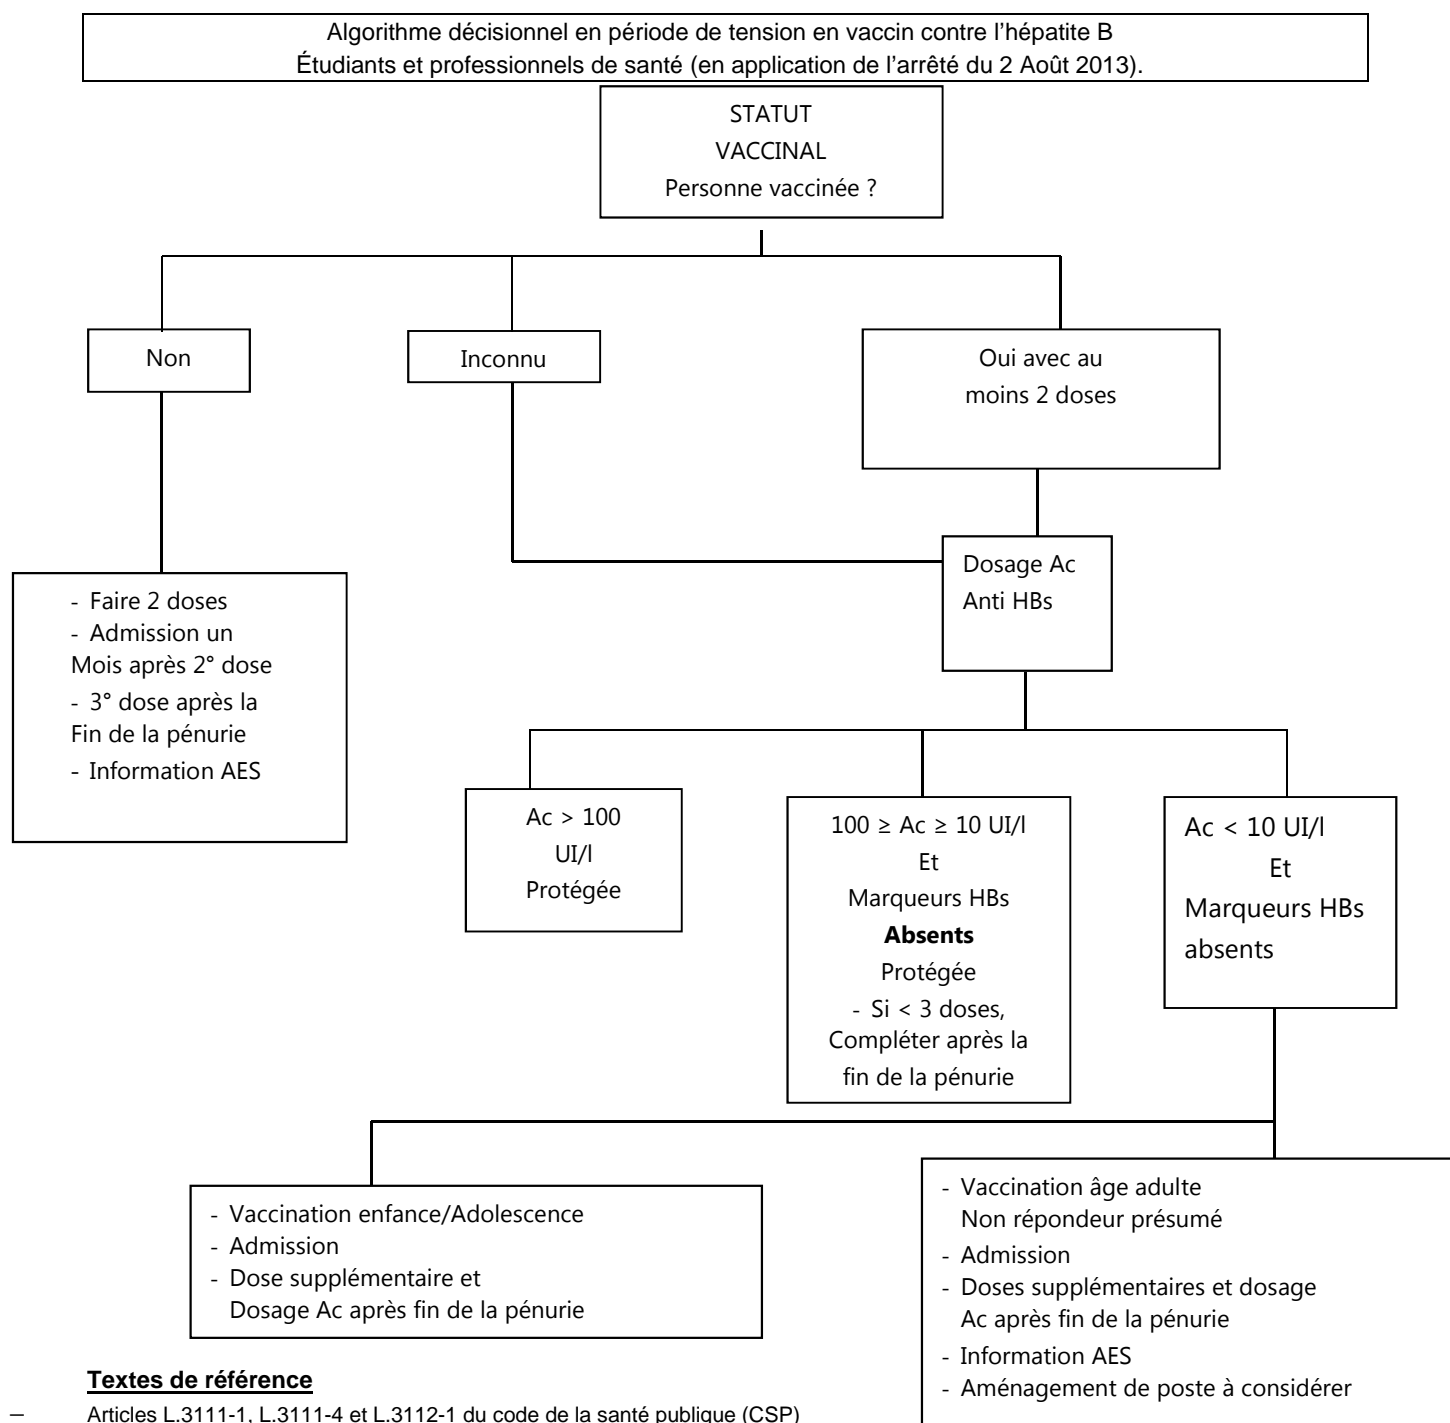 Algorithme décisionnel en période de tension en vaccin contre l'hépatite B
Étudiants et professionnels de santé (en application de l'arrêté du 2 Août 2013).
STATUT
VACCINAL
Personne vaccinée ?
Non
Inconnu
Oui avec au
moins 2 doses
Dosage Ac
Anti HBs
- Faire 2 doses
- Admission un
Mois après 2° dose
- 3° dose après la
Fin de la pénurie
- Information AES
Ac > 100
UI/l
Protégée
100 ≥ Ac ≥ 10 UI/l
Et
Marqueurs HBs
Absents
Protégée
- Si < 3 doses,
Compléter après la
fin de la pénurie
Ac < 10 UI/l
Et
Marqueurs HBs
absents
- Vaccination enfance/Adolescence
- Admission
- Dose supplémentaire et
Dosage Ac après fin de la pénurie
- Vaccination âge adulte
Non répondeur présumé
- Admission
- Doses supplémentaires et dosage
Ac après fin de la pénurie
- Information AES
- Aménagement de poste à considérer
Textes de référence
– Articles L.3111-1, L.3111-4 et L.3112-1 du code de la santé publique (CSP)